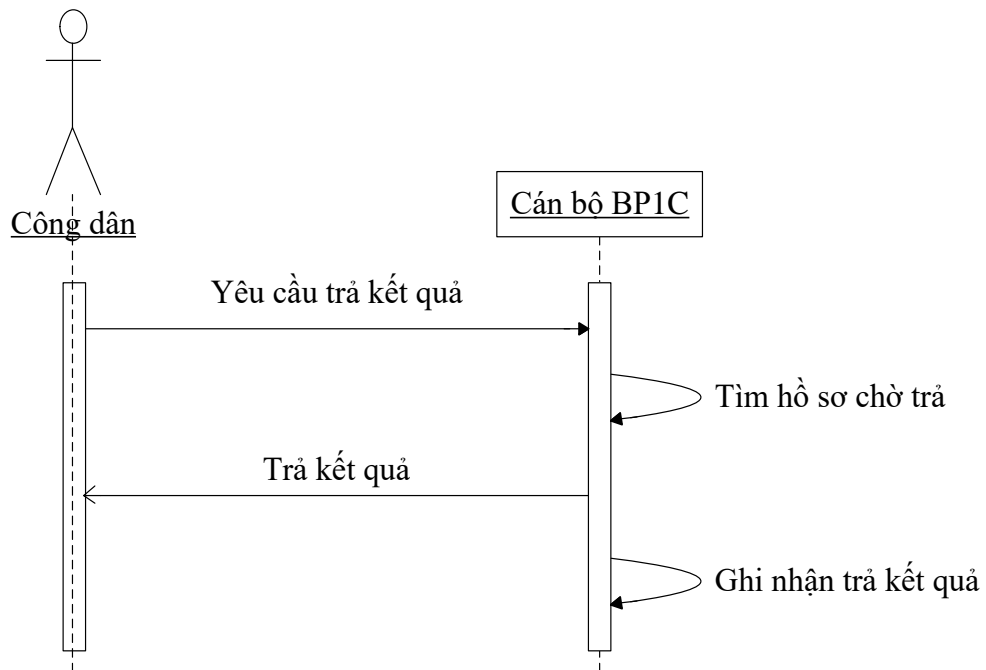 Công dân
Cán bộ BP1C
Yêu cầu trả kết quả
Tìm hồ sơ chờ trả
Trả kết quả
Ghi nhận trả kết quả